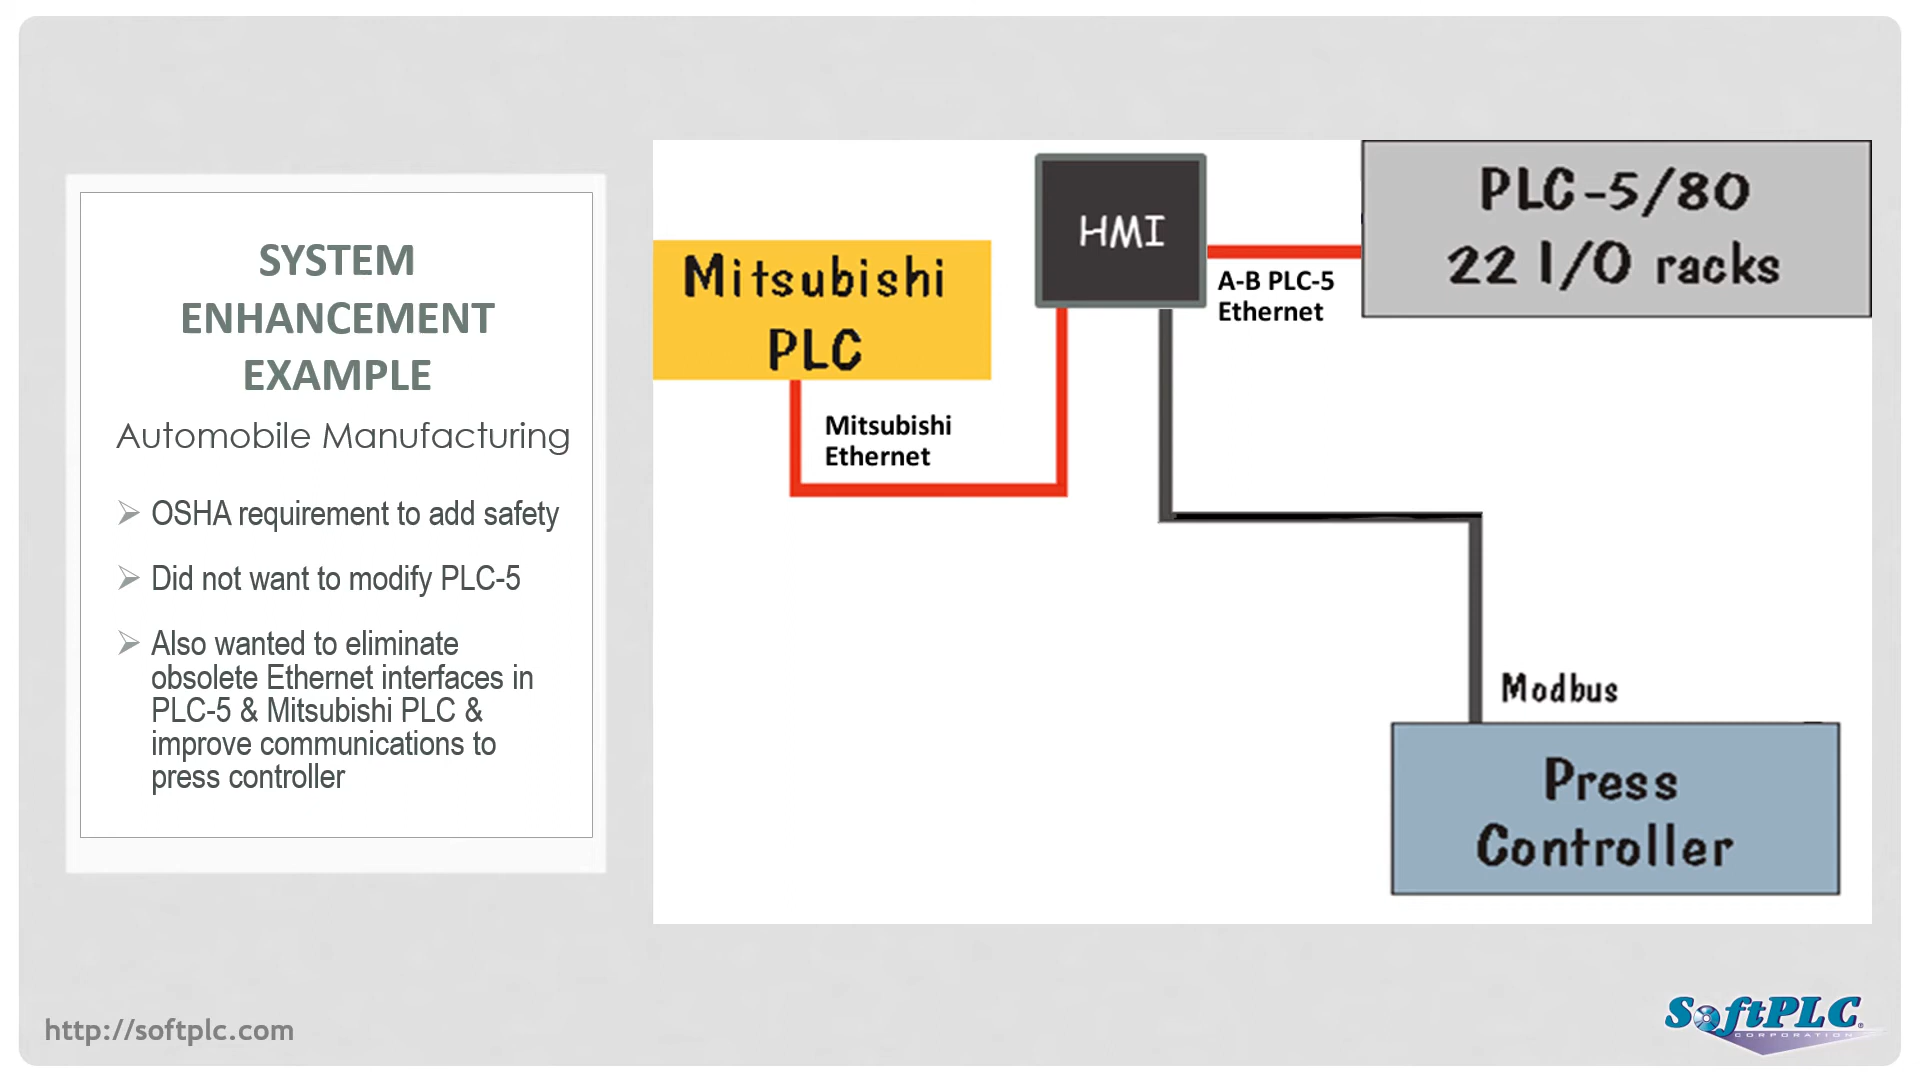 SYSTEM
ENHANCEMENT
EXAMPLE
Automobile Manufacturing
OSHA requirement to add safety
Did not want to modify PLC-5
Also wanted to eliminate
obsolete Ethernet interfaces in
PLC-5 & Mitsubishi PLC &
improve communications to
press controller
Mitsubishi
PLC
Mitsubishi
Ethernet
HMI
A-B PLC-5
Ethernet
PLC-5/80
22 I/O racks
Modbus
Press
Controller
http://softplc.com
SoftPLC
CORPORATION